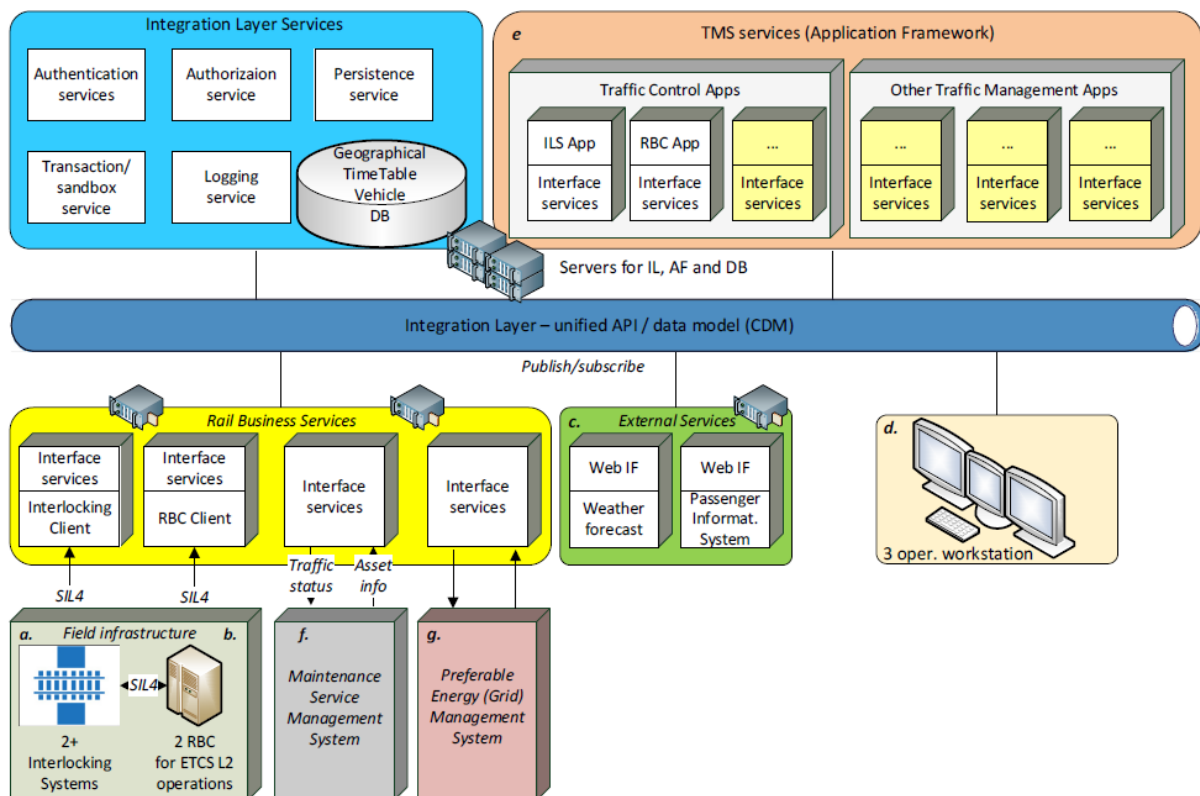 Integration Layer Services
Authentication
services
Authorizaion
service
Persistence
service
Transaction/
sandbox
service
Logging
service
Geographical
TimeTable
Vehicle
DB
e
TMS services (Application Framework)
Traffic Control Apps
ILS App
Interface
services
RBC App
Interface
services
...
Interface
services
Other Traffic Management Apps
...
Interface
services
...
Interface
services
...
Interface
services
Servers for IL, AF and DB
Integration Layer – unified API / data model (CDM)
Publish/subscribe
Rail Business Services
Interface
services
Interlocking
Client
Interface
services
RBC Client
Interface
services
Interface
services
c.
External Services
Web IF
Weather
forecast
Web IF
Passenger
Informat.
System
d.
3 oper. workstation
SIL4
SIL4
Traffic
status
Asset
info
a.
Field infrastructure
b.
SIL4
2+
Interlocking
Systems
2 RBC
for ETCS L2
operations
f.
Maintenance
Service
Management
System
g.
Preferable
Energy (Grid)
Management
System